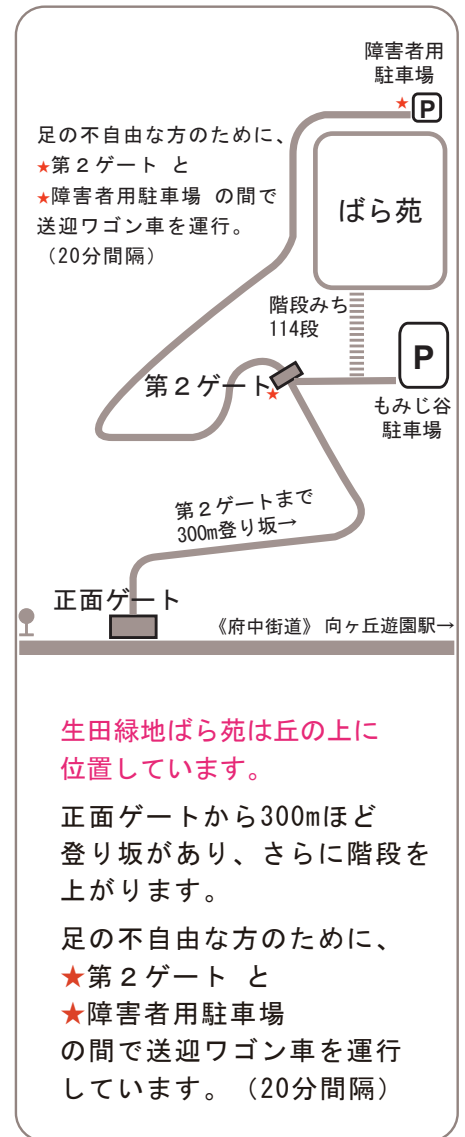 障害者用
駐車場
★ P
足の不自由な方のために、
★第２ゲート と
★障害者用駐車場 の間で
送迎ワゴン車を運行。
（20分間隔）
ばら苑
階段みち
114段
P
第２ゲート
★
もみじ谷
駐車場
第２ゲートまで
300m登り坂→
正面ゲート
《府中街道》 向ヶ丘遊園駅→
生田緑地ばら苑は丘の上に
位置しています。
正面ゲートから300mほど
登り坂があり、さらに階段を
上がります。
足の不自由な方のために、
★第２ゲート と
★障害者用駐車場
の間で送迎ワゴン車を運行
しています。（20分間隔）